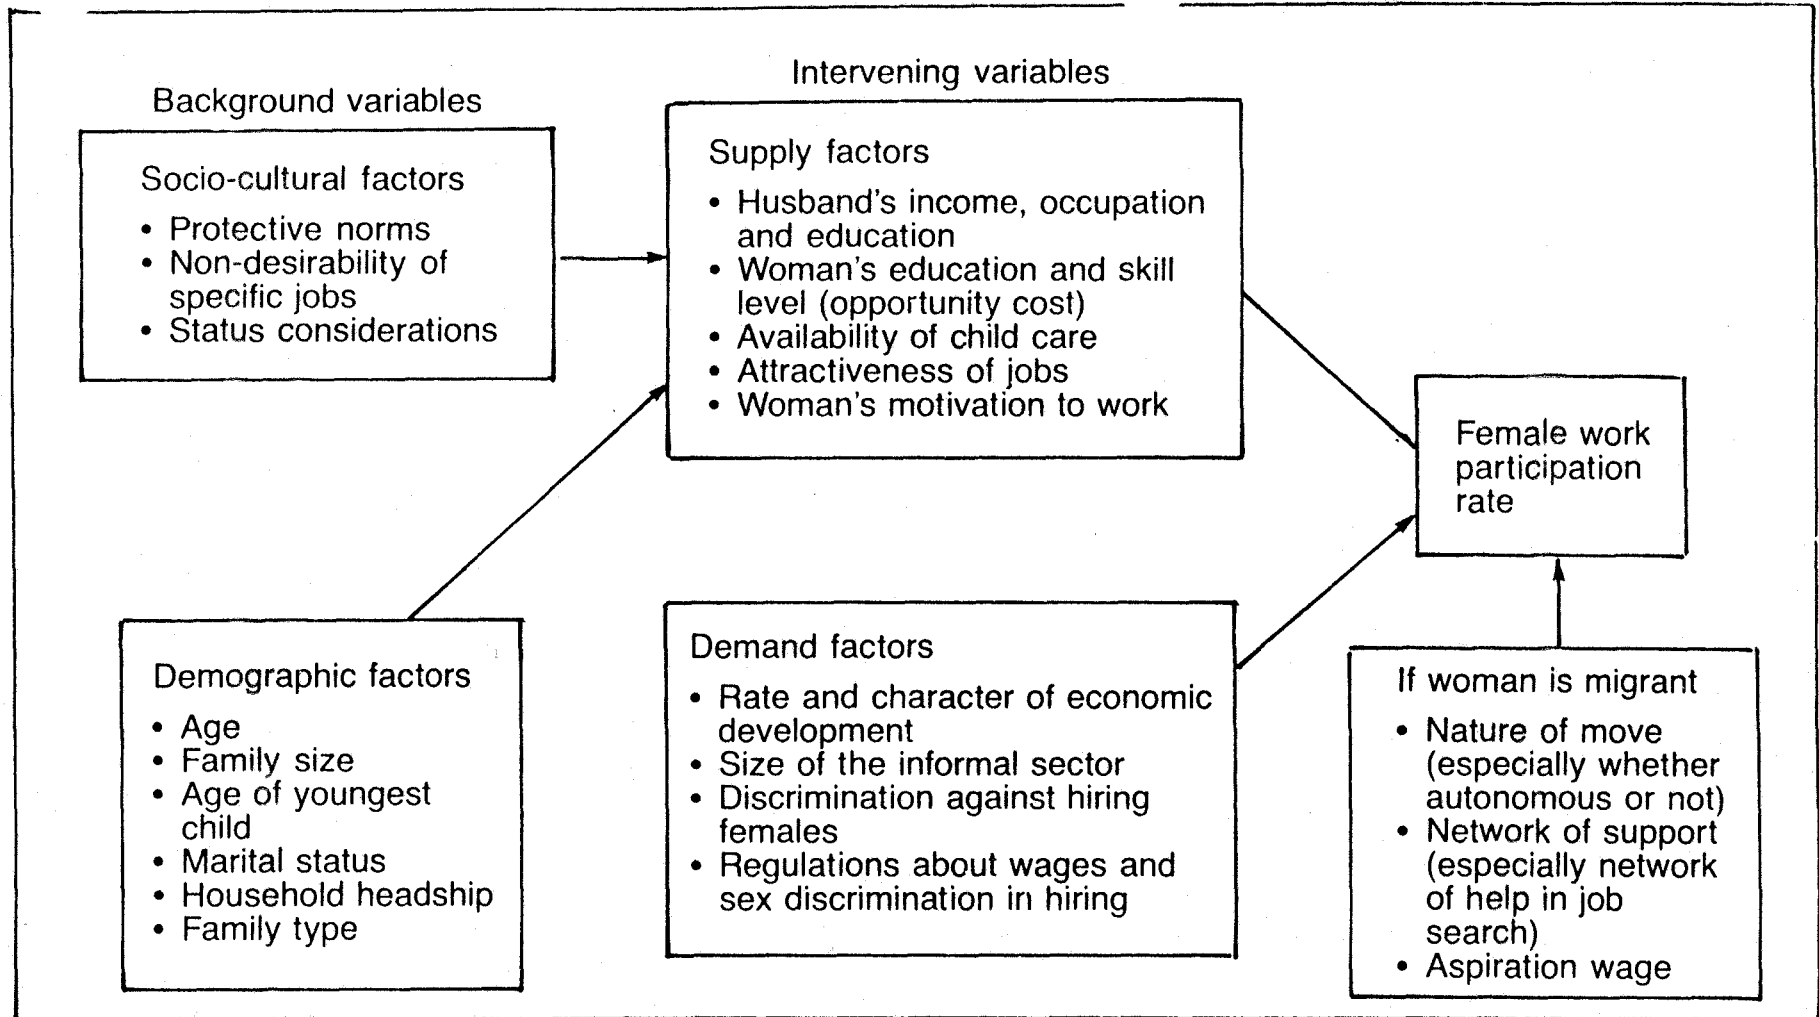 Background variables
Socio-cultural factors
• Protective norms
• Non-desirability of
specific jobs
• Status considerations
Demographic factors
• Age
• Family size
• Age of youngest
child
• Marital status
• Household headship
• Family type
Intervening variables
Supply factors
• Husband's income, occupation
and education
• Woman's education and skill
level (opportunity cost)
• Availability of child care
• Attractiveness of jobs
• Woman's motivation to work
Demand factors
• Rate and character of economic
development
• Size of the informal sector
• Discrimination against hiring
females
• Regulations about wages and
sex discrimination in hiring
Female work
participation
rate
If woman is migrant
• Nature of move
(especially whether
autonomous or not)
• Network of support
(especially network
of help in job
search)
• Aspiration wage